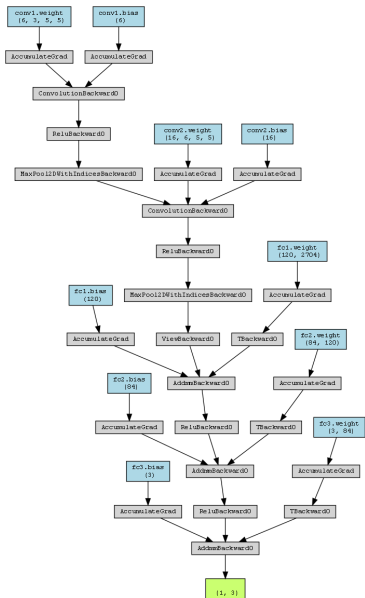 conv1.weight
(6, 3, 5, 5)
conv1.bias
(6)
AccumulateGrad
AccumulateGrad
ConvolutionBackward0
ReluBackward0
conv2.weight
(16, 6, 5, 5)
conv2.bias
(16)
MaxPool2DWithIndicesBackward0
AccumulateGrad
AccumulateGrad
ConvolutionBackward0
ReluBackward0
fc1.weight
(120, 2704)
fc1.bias
(120)
MaxPool2DWithIndicesBackward0
AccumulateGrad
fc2.weight
(84, 120)
AccumulateGrad
ViewBackward0
TBackward0
fc2.bias
(84)
AddmmBackward0
AccumulateGrad
fc3.weight
(3, 84)
AccumulateGrad
ReluBackward0
TBackward0
fc3.bias
(3)
AddmmBackward0
AccumulateGrad
AccumulateGrad
ReluBackward0
TBackward0
AddmmBackward0
(1, 3)